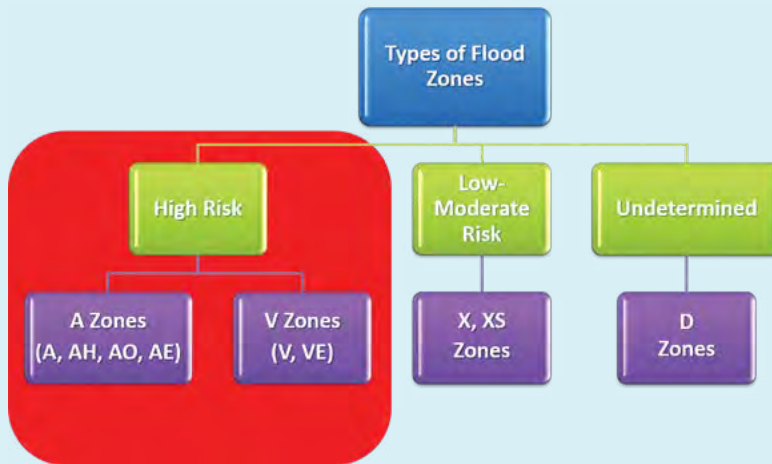 Types of Flood
Zones
High Risk
Low-
Moderate
Risk
Undetermined
A Zones
(A, AH, AO, AE)
V Zones
(V, VE)
X, XS
Zones
D
Zones